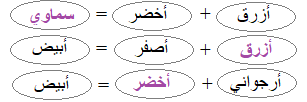 أزرق + أخضر = سماوي
أزرق + أصفر = أبيض
أرجواني + أخضر = أبيض